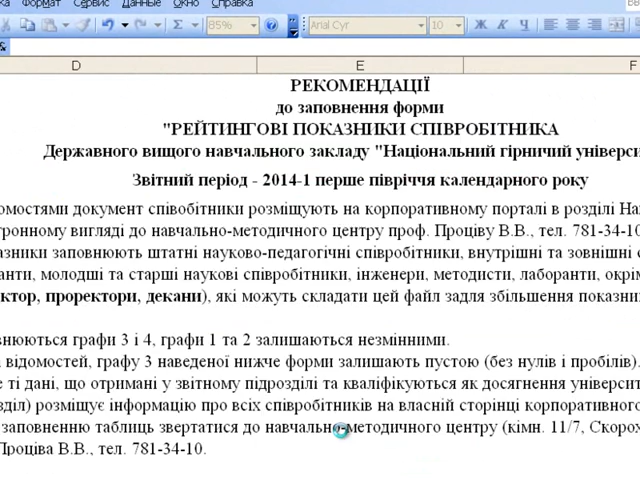 Формат Сервис Данные Окно Справка
Σ 85% Arial Cyr 10 Ж К Ч
D E F
РЕКОМЕНДАЦІЇ
до заповнення форми
"РЕЙТИНГОВІ ПОКАЗНИКИ СПІВРОБІТНИКА
Державного вищого навчального закладу "Національний гірничий універси
Звітний період - 2014-1 перше півріччя календарного року
омостями документ співобітники розміщують на корпоративному порталі в розділі На
тронному вигляді до навчально-методичного центру проф. Проціву В.В., тел. 781-34-10
азники заповнюють штатні науково-педагогічні співробітники, внутрішні та зовнішні с
анти, молодші та старші наукові співробітники, інженери, методисти, лаборанти, окрім
ктор, проректори, декани), які можуть складати цей файл задля збільшення показни
внюються графи 3 і 4, графи 1 та 2 залишаються незмінними.
відомостей, графу 3 наведеної нижче форми залишають пустою (без нулів і пробілів).
е ті дані, що отримані у звітному підрозділі та кваліфікуються як досягнення університ
зділ) розміщує інформацію про всіх співробітників на власній сторінці корпоративного
заповненню таблиць звертатися до навчально-методичного центру (кімн. 11/7, Скорох
Проціва В.В., тел. 781-34-10.